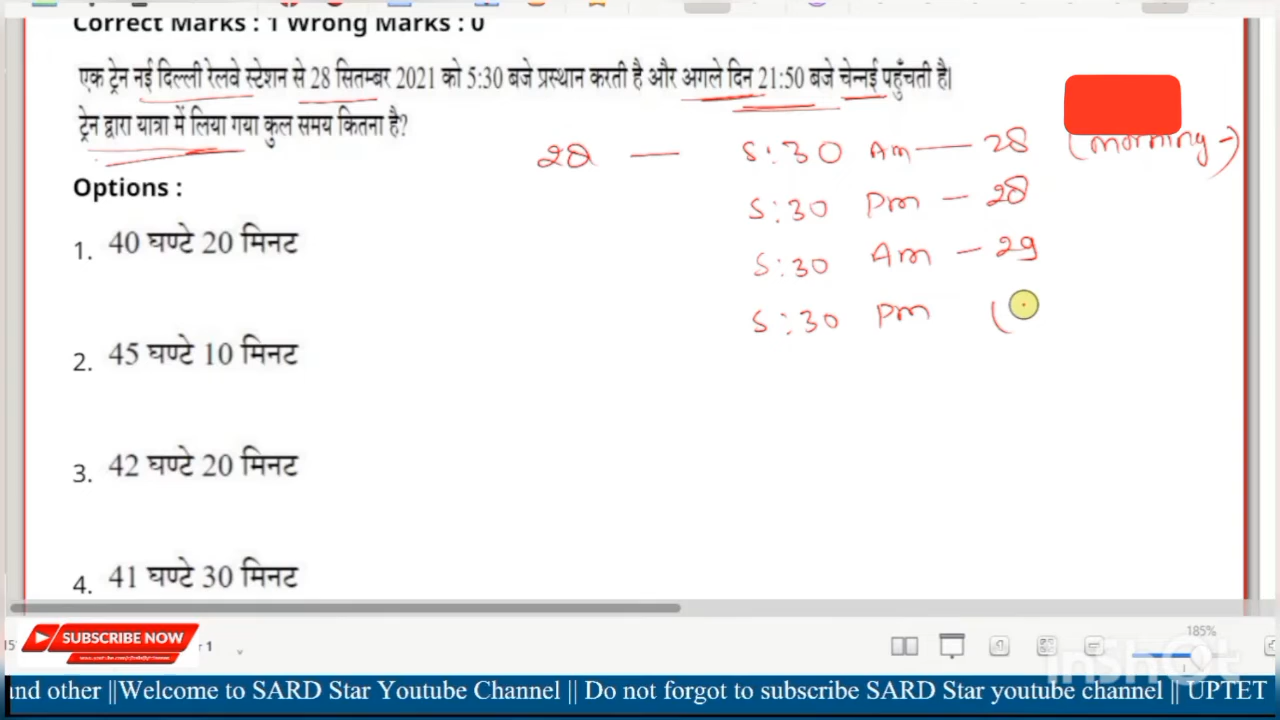 Correct Marks : 1 Wrong Marks : 0
एक ट्रेन नई दिल्ली रेलवे स्टेशन से 28 सितम्बर 2021 को 5:30 बजे प्रस्थान करती है और अगले दिन 21:50 बजे चेन्नई पहुँचती है।
ट्रेन द्वारा यात्रा में लिया गया कुल समय कितना है?
28 — 5:30 Am — 28 (morning -)
5:30 Pm — 28
Options :
5:30 Am — 29
1. 40 घण्टे 20 मिनट
5:30 Pm (
2. 45 घण्टे 10 मिनट
3. 42 घण्टे 20 मिनट
4. 41 घण्टे 30 मिनट
SUBSCRIBE NOW
185%
InShOt
and other ||Welcome to SARD Star Youtube Channel || Do not forgot to subscribe SARD Star youtube channel || UPTET